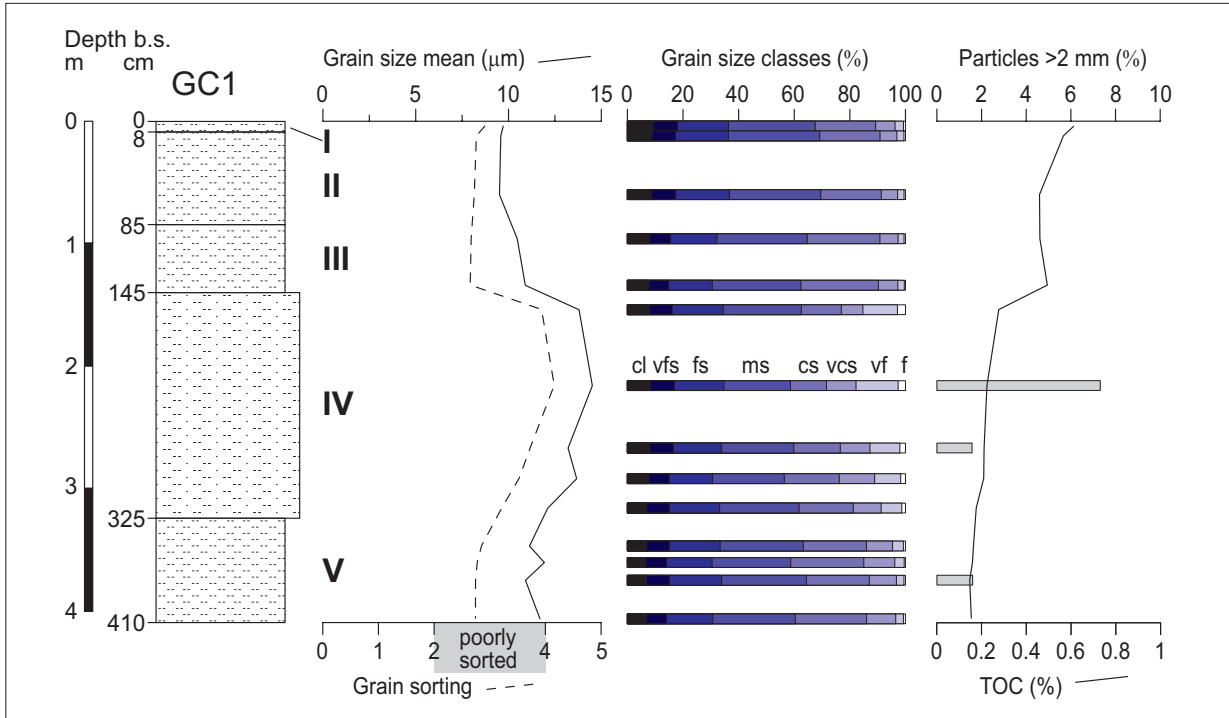 Depth b.s.
m cm
GC1
Grain size mean (μm)
Grain size classes (%)
Particles >2 mm (%)
0 5 10 15
0 20 40 60 80 100
0 2 4 6 8 10
0
1
2
3
4
0
8
85
145
325
410
I
II
III
IV
V
cl vfs fs ms cs vcs vf f
poorly
sorted
0 1 2 3 4 5
0 0.2 0.4 0.6 0.8 1
Grain sorting
TOC (%)